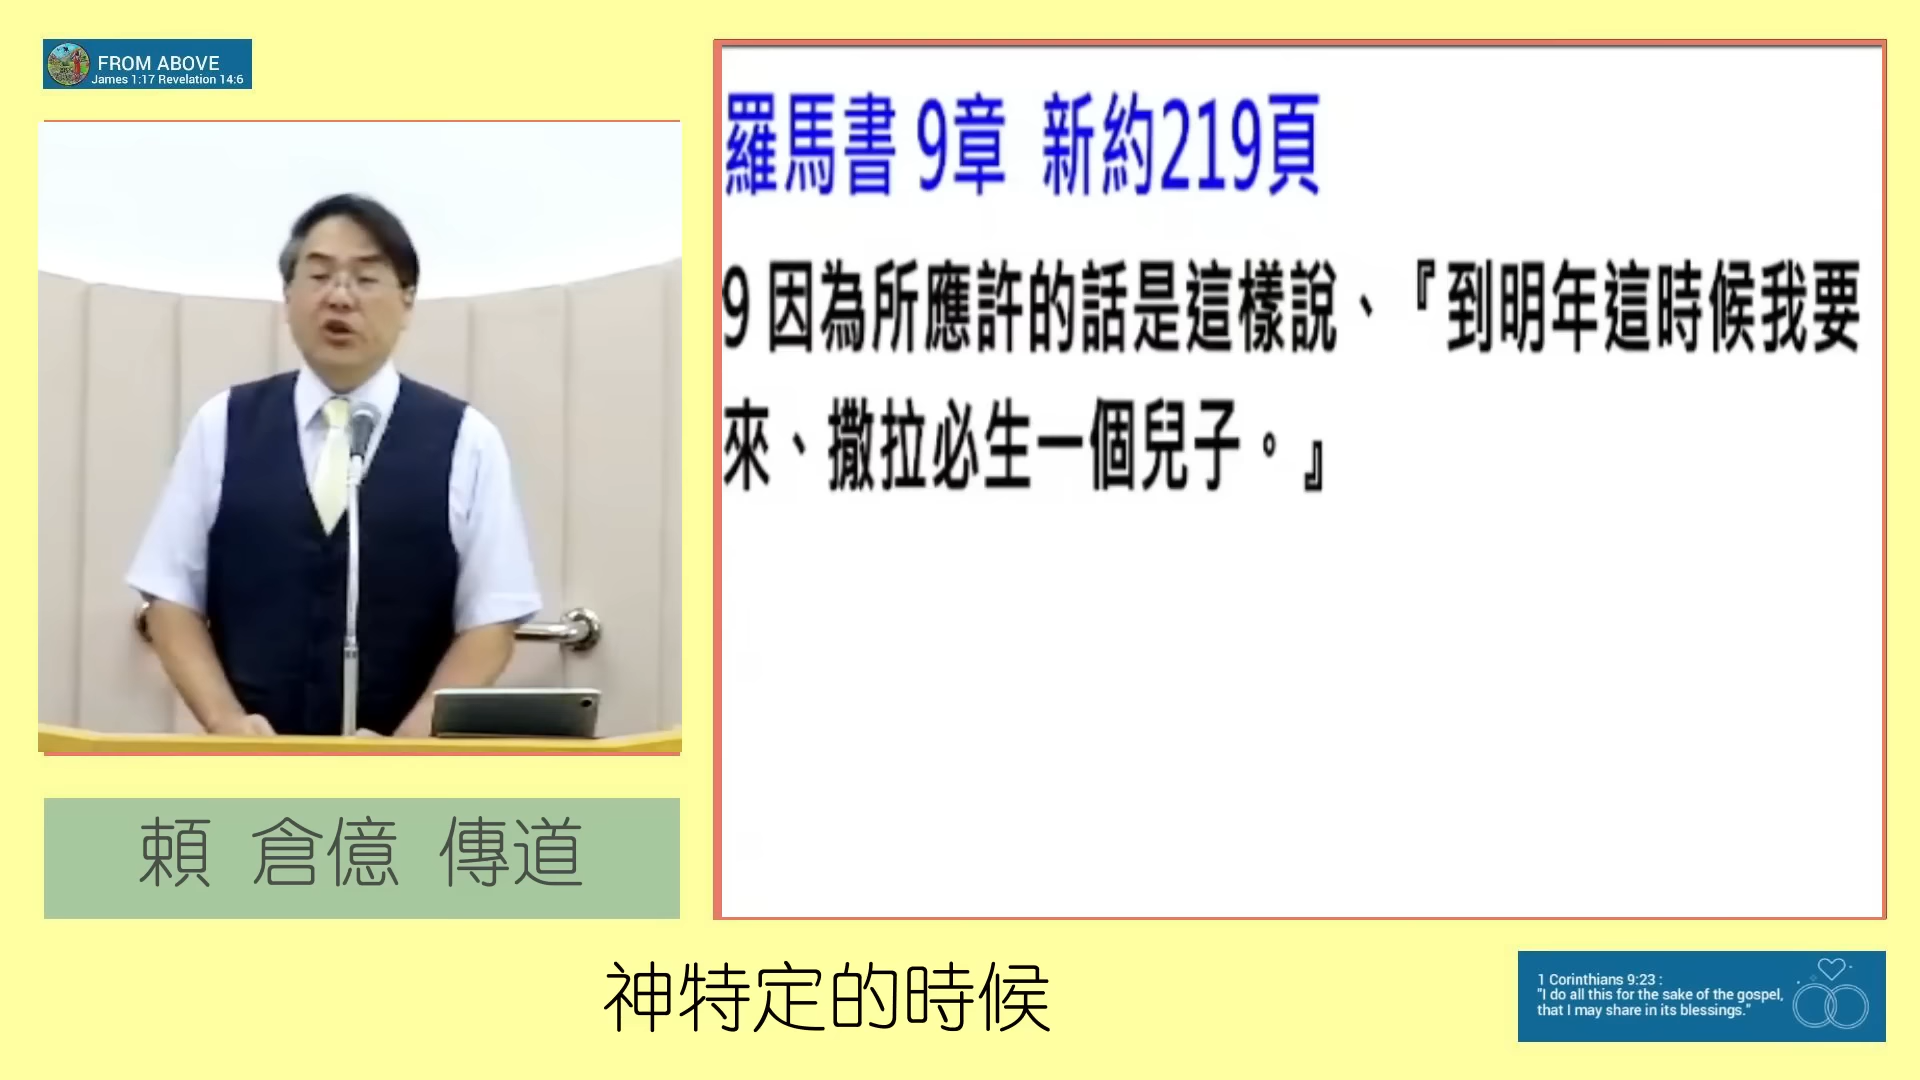 FROM ABOVE
James 1:17 Revelation 14:6
羅馬書 9章 新約219頁
9 因為所應許的話是這樣說、『到明年這時候我要
來、撒拉必生一個兒子。』
賴 倉億 傳道
神特定的時候
1 Corinthians 9:23 :
"I do all this for the sake of the gospel,
that I may share in its blessings."